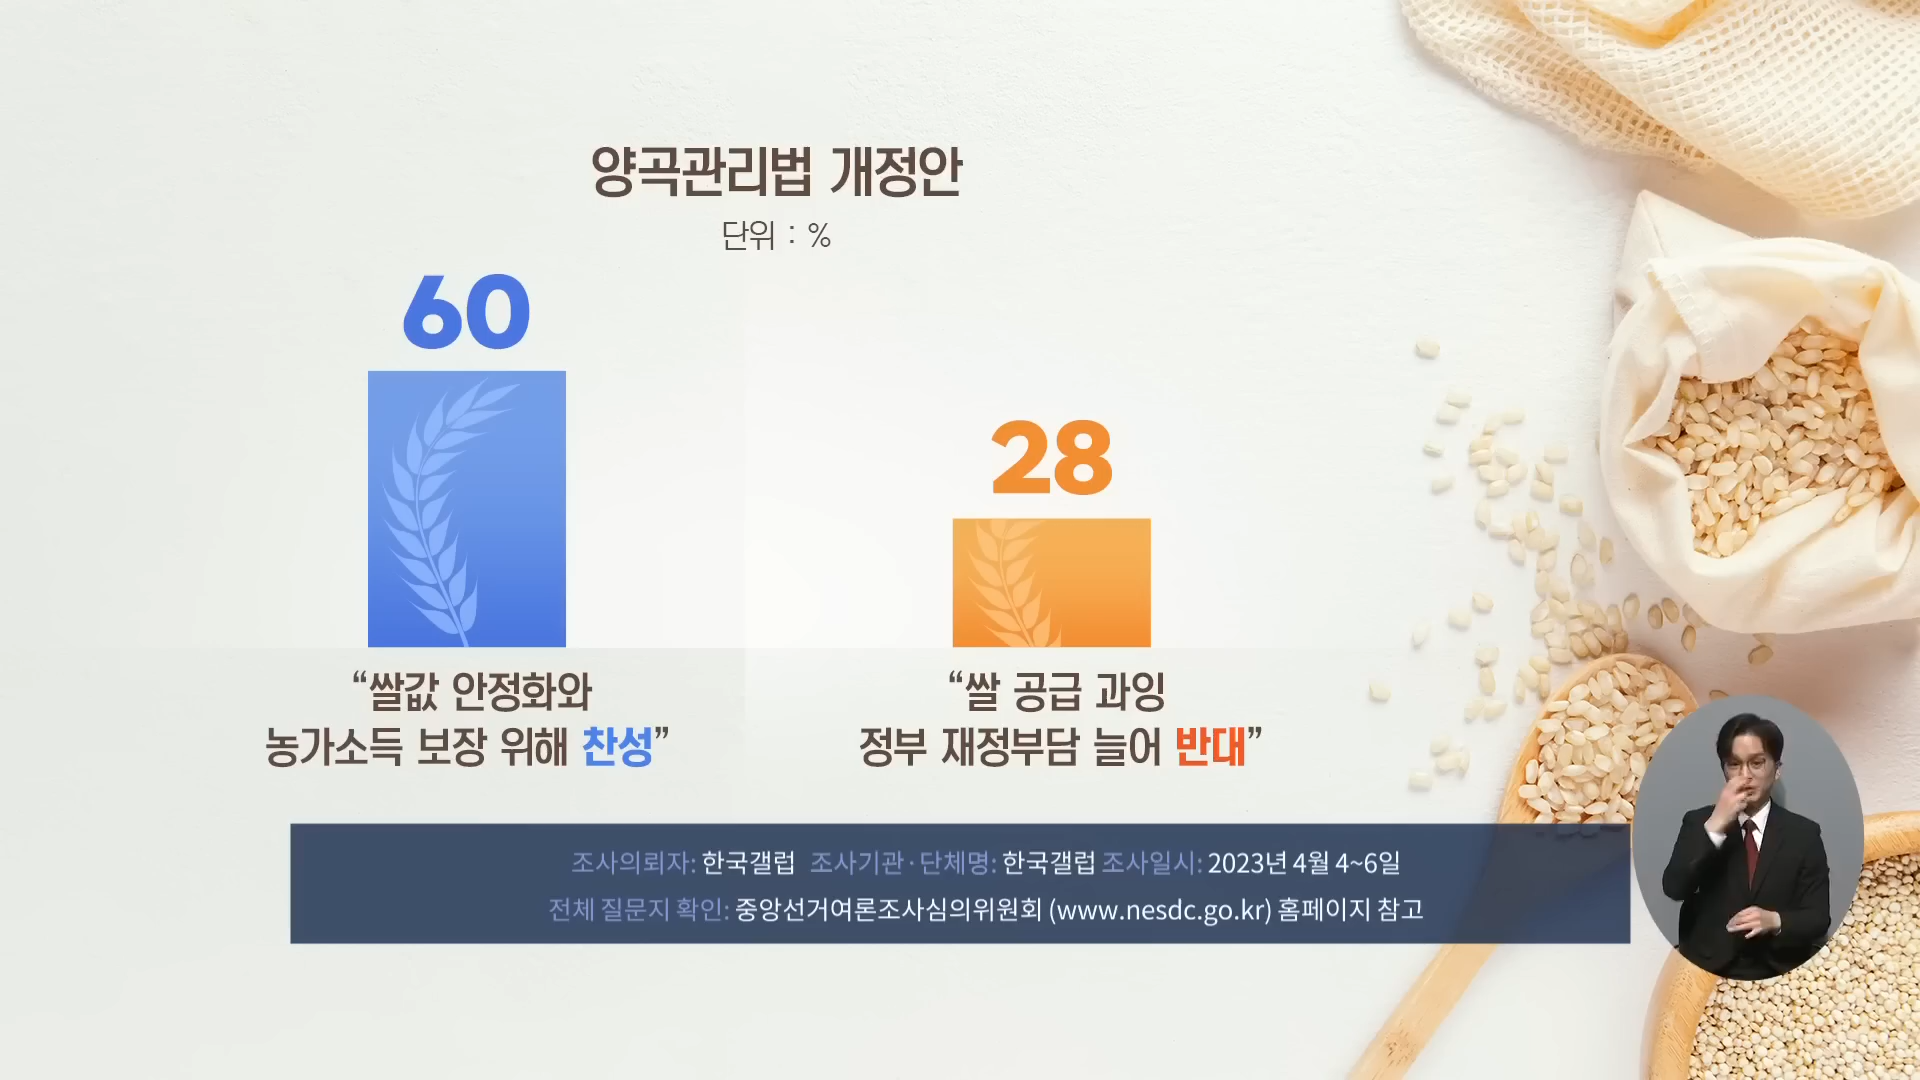 양곡관리법 개정안
단위 : %
60
28
“쌀값 안정화와
농가소득 보장 위해 찬성”
“쌀 공급 과잉
정부 재정부담 늘어 반대”
조사의뢰자: 한국갤럽 조사기관·단체명: 한국갤럽 조사일시: 2023년 4월 4~6일
전체 질문지 확인: 중앙선거여론조사심의위원회 (www.nesdc.go.kr) 홈페이지 참고